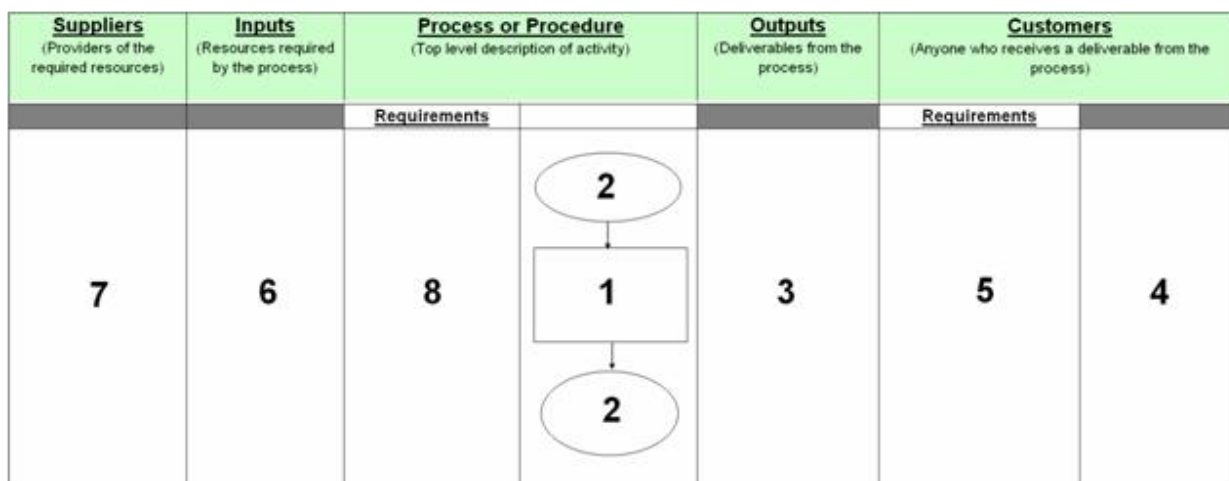 Suppliers
(Providers of the
required resources)
Inputs
(Resources required
by the process)
Process or Procedure
(Top level description of activity)
Outputs
(Deliverables from the
process)
Customers
(Anyone who receives a deliverable from the
process)
Requirements
Requirements
2
7
6
8
1
3
5
4
2